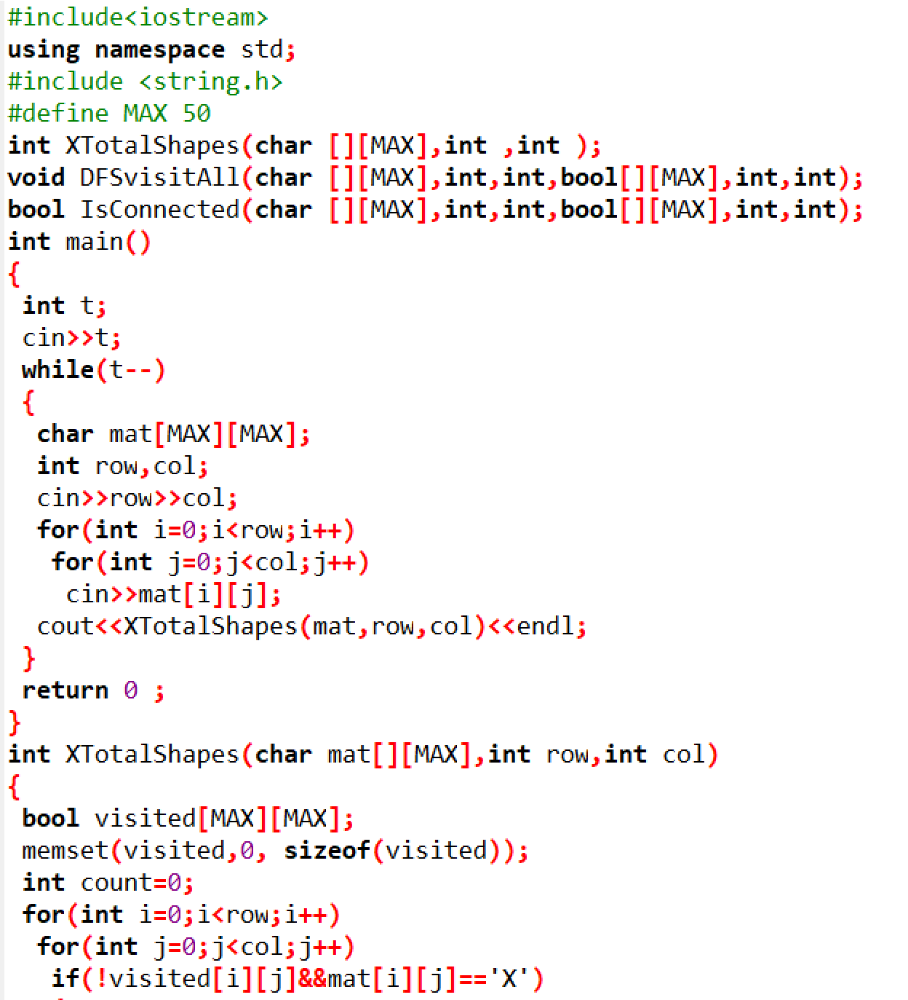 #include<iostream>
using namespace std;
#include <string.h>
#define MAX 50
int XTotalShapes(char [][MAX],int ,int );
void DFSvisitAll(char [][MAX],int,int,bool[][MAX],int,int);
bool IsConnected(char [][MAX],int,int,bool[][MAX],int,int);
int main()
{
 int t;
 cin>>t;
 while(t--)
 {
  char mat[MAX][MAX];
  int row,col;
  cin>>row>>col;
  for(int i=0;i<row;i++)
   for(int j=0;j<col;j++)
    cin>>mat[i][j];
  cout<<XTotalShapes(mat,row,col)<<endl;
 }
 return 0 ;
}
int XTotalShapes(char mat[][MAX],int row,int col)
{
 bool visited[MAX][MAX];
 memset(visited,0, sizeof(visited));
 int count=0;
 for(int i=0;i<row;i++)
  for(int j=0;j<col;j++)
   if(!visited[i][j]&&mat[i][j]=='X')